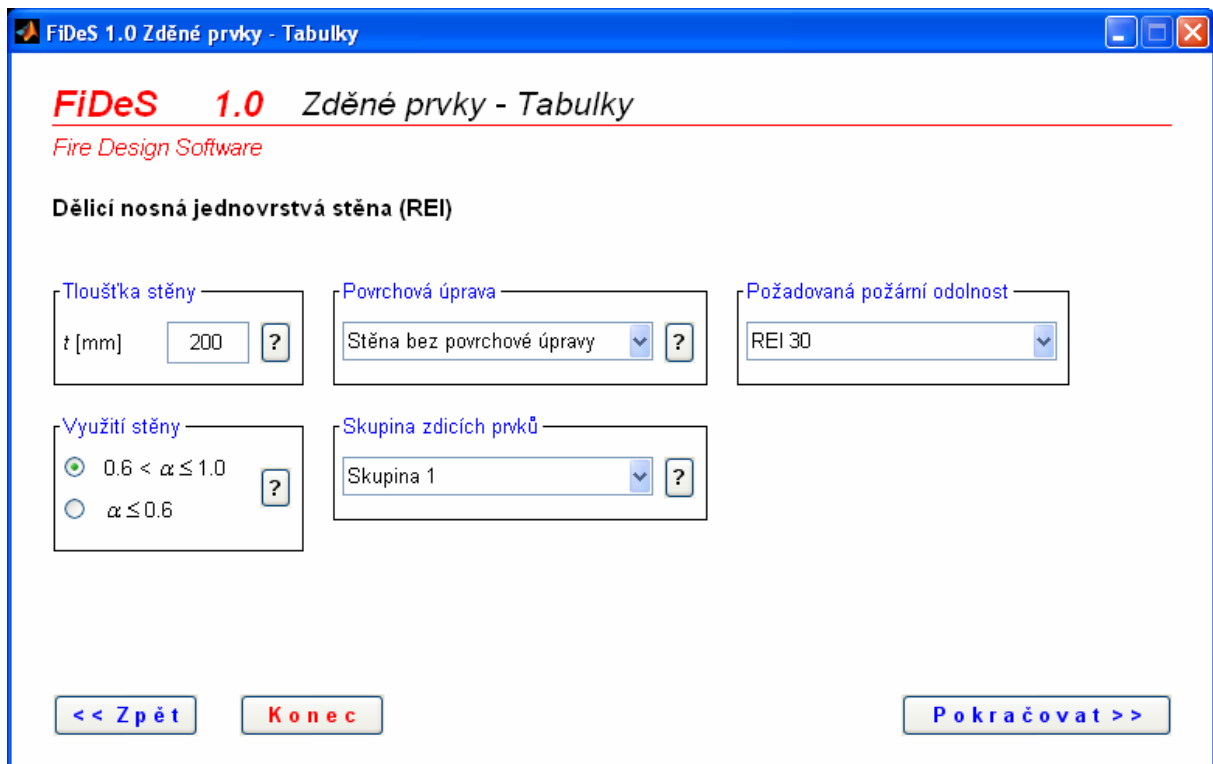 FiDeS 1.0 Zděné prvky - Tabulky
FiDeS 1.0 Zděné prvky - Tabulky
Fire Design Software
Dělicí nosná jednovrstvá stěna (REI)
Tloušťka stěny
t [mm] 200 ?
Povrchová úprava
Stěna bez povrchové úpravy ?
Požadovaná požární odolnost
REI 30
Využití stěny
0.6 < α ≤ 1.0
α ≤ 0.6
?
Skupina zdicích prvků
Skupina 1 ?
<< Zpět
Konec
Pokračovat >>